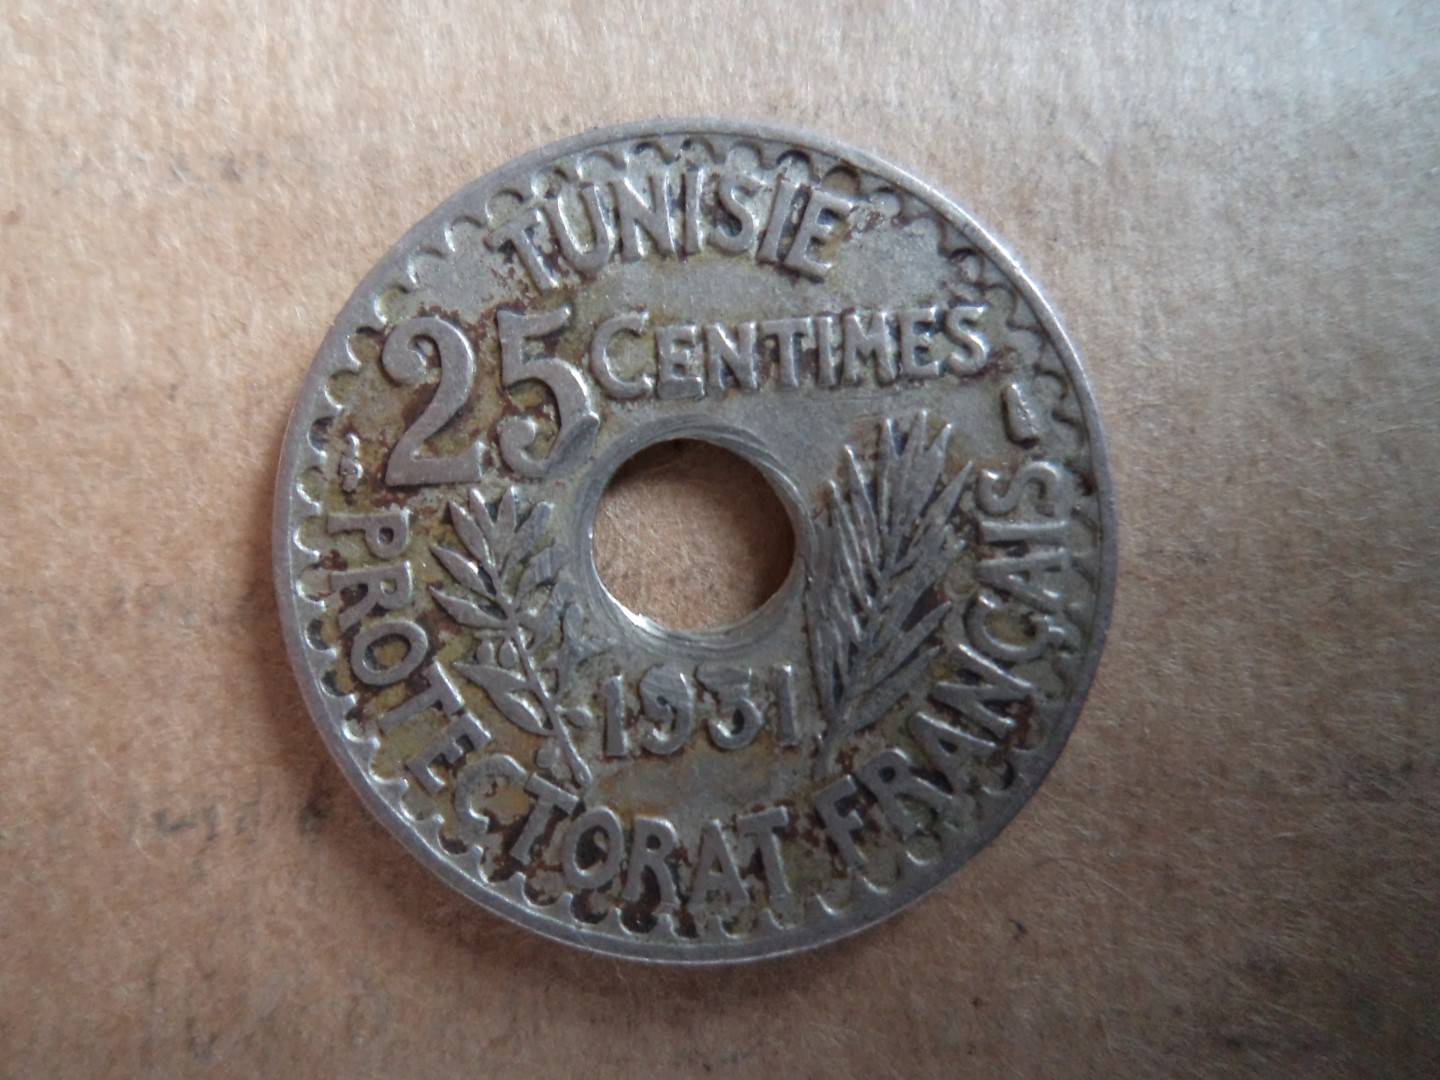 TUNISIE
25 CENTIMES
1931
PROTECTORAT FRANÇAIS